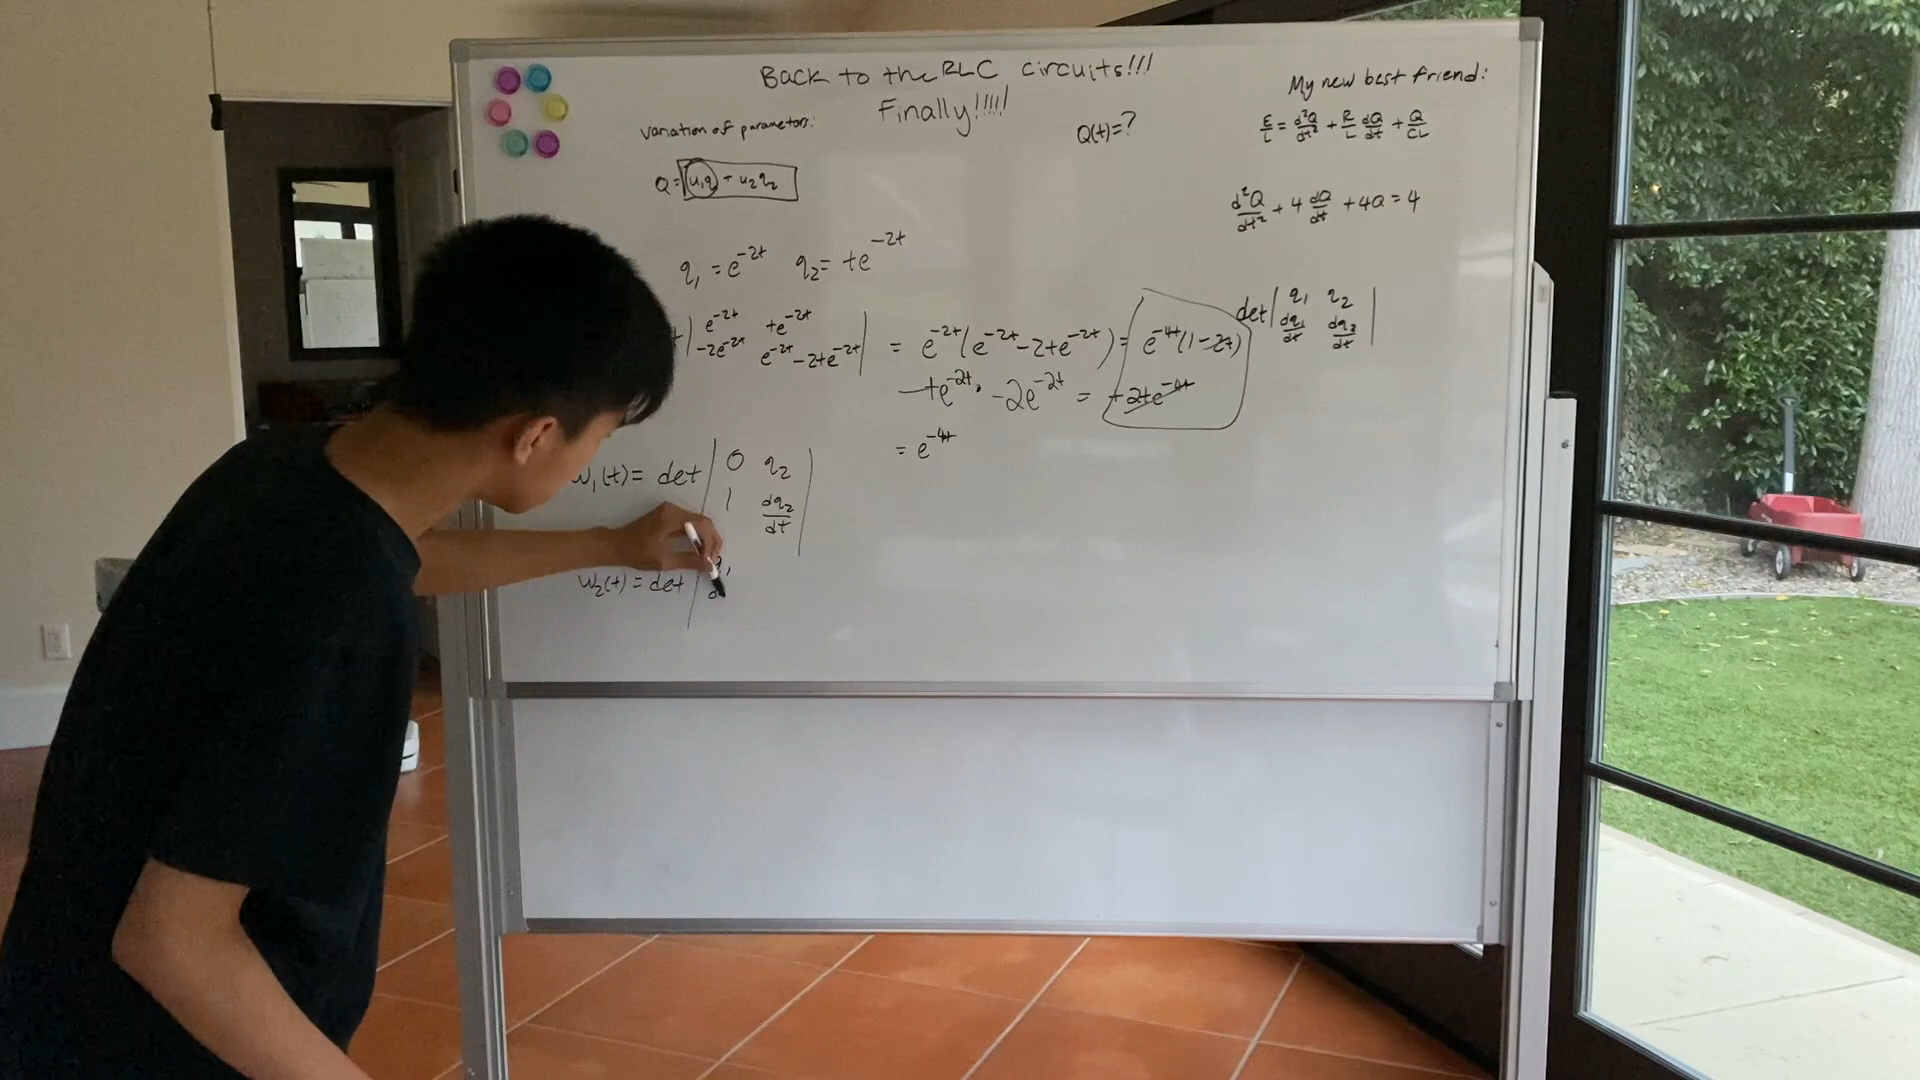 Back to the RLC circuits!!!
Finally!!!!!
My new best friend:
Variation of parameters:
Q(t)=?
E/L = d²Q/dt² + R/L dQ/dt + Q/CL
Q = u₁q₁ + u₂q₂
d²Q/dt² + 4 dQ/dt + 4Q = 4
q₁ = e^-2t q₂ = te^-2t
det | q₁ q₂ |
| dq₁/dt dq₂/dt |
| e^-2t te^-2t |
| -2e^-2t e^-2t - 2te^-2t | = e^-2t (e^-2t - 2te^-2t) = e^-4t (1-2t)
-te^-2t · -2e^-2t = +2te^-4t
= e^-4t
w₁(t) = det | 0 q₂ |
| 1 dq₂/dt |
w₂(t) = det | q₁
d